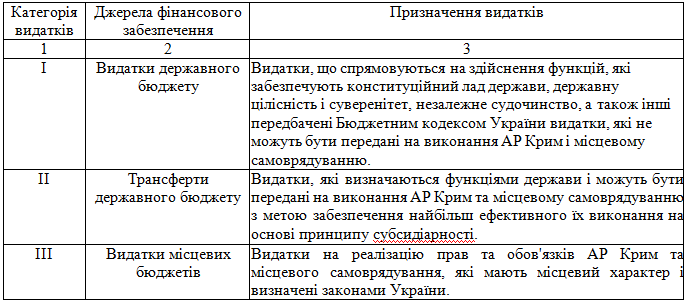 Категорія видатків
Джерела фінансового забезпечення
Призначення видатків
1
2
3
I
Видатки державного бюджету
Видатки, що спрямовуються на здійснення функцій, які
забезпечують конституційний лад держави, державну
цілісність і суверенітет, незалежне судочинство, а також інші
передбачені Бюджетним кодексом України видатки, які не
можуть бути передані на виконання АР Крим і місцевому
самоврядуванню.
II
Трансферти державного бюджету
Видатки, які визначаються функціями держави і можуть бути
передані на виконання АР Крим та місцевому самоврядуванню
з метою забезпечення найбільш ефективного їх виконання на
основі принципу субсидіарності.
III
Видатки місцевих бюджетів
Видатки на реалізацію прав та обов'язків АР Крим та
місцевого самоврядування, які мають місцевий характер і
визначені законами України.